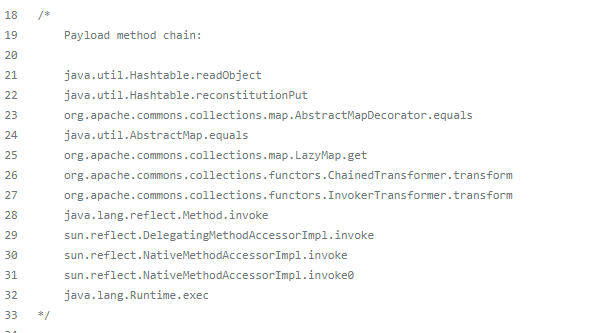 18 /*
19 Payload method chain:
20
21 java.util.Hashtable.readObject
22 java.util.Hashtable.reconstitutionPut
23 org.apache.commons.collections.map.AbstractMapDecorator.equals
24 java.util.AbstractMap.equals
25 org.apache.commons.collections.map.LazyMap.get
26 org.apache.commons.collections.functors.ChainedTransformer.transform
27 org.apache.commons.collections.functors.InvokerTransformer.transform
28 java.lang.reflect.Method.invoke
29 sun.reflect.DelegatingMethodAccessorImpl.invoke
30 sun.reflect.NativeMethodAccessorImpl.invoke
31 sun.reflect.NativeMethodAccessorImpl.invoke0
32 java.lang.Runtime.exec
33 */